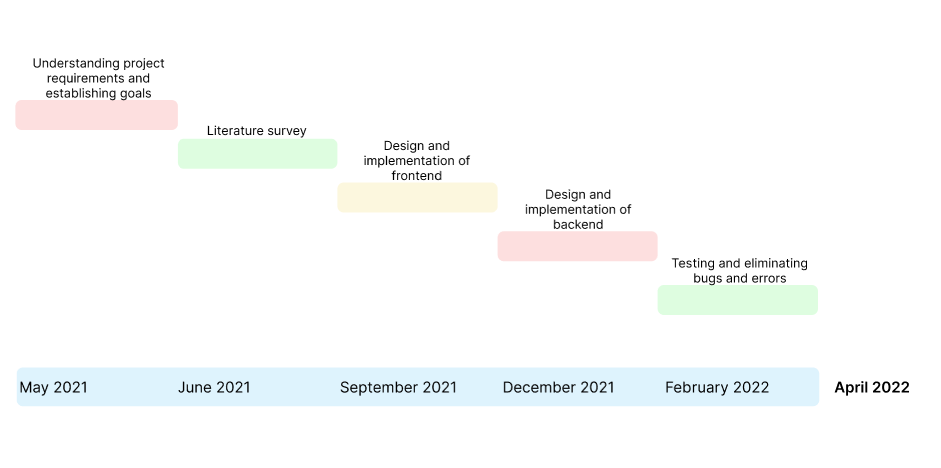 Understanding project
requirements and
establishing goals
Literature survey
Design and
implementation of
frontend
Design and
implementation of
backend
Testing and eliminating
bugs and errors
May 2021
June 2021
September 2021
December 2021
February 2022
April 2022